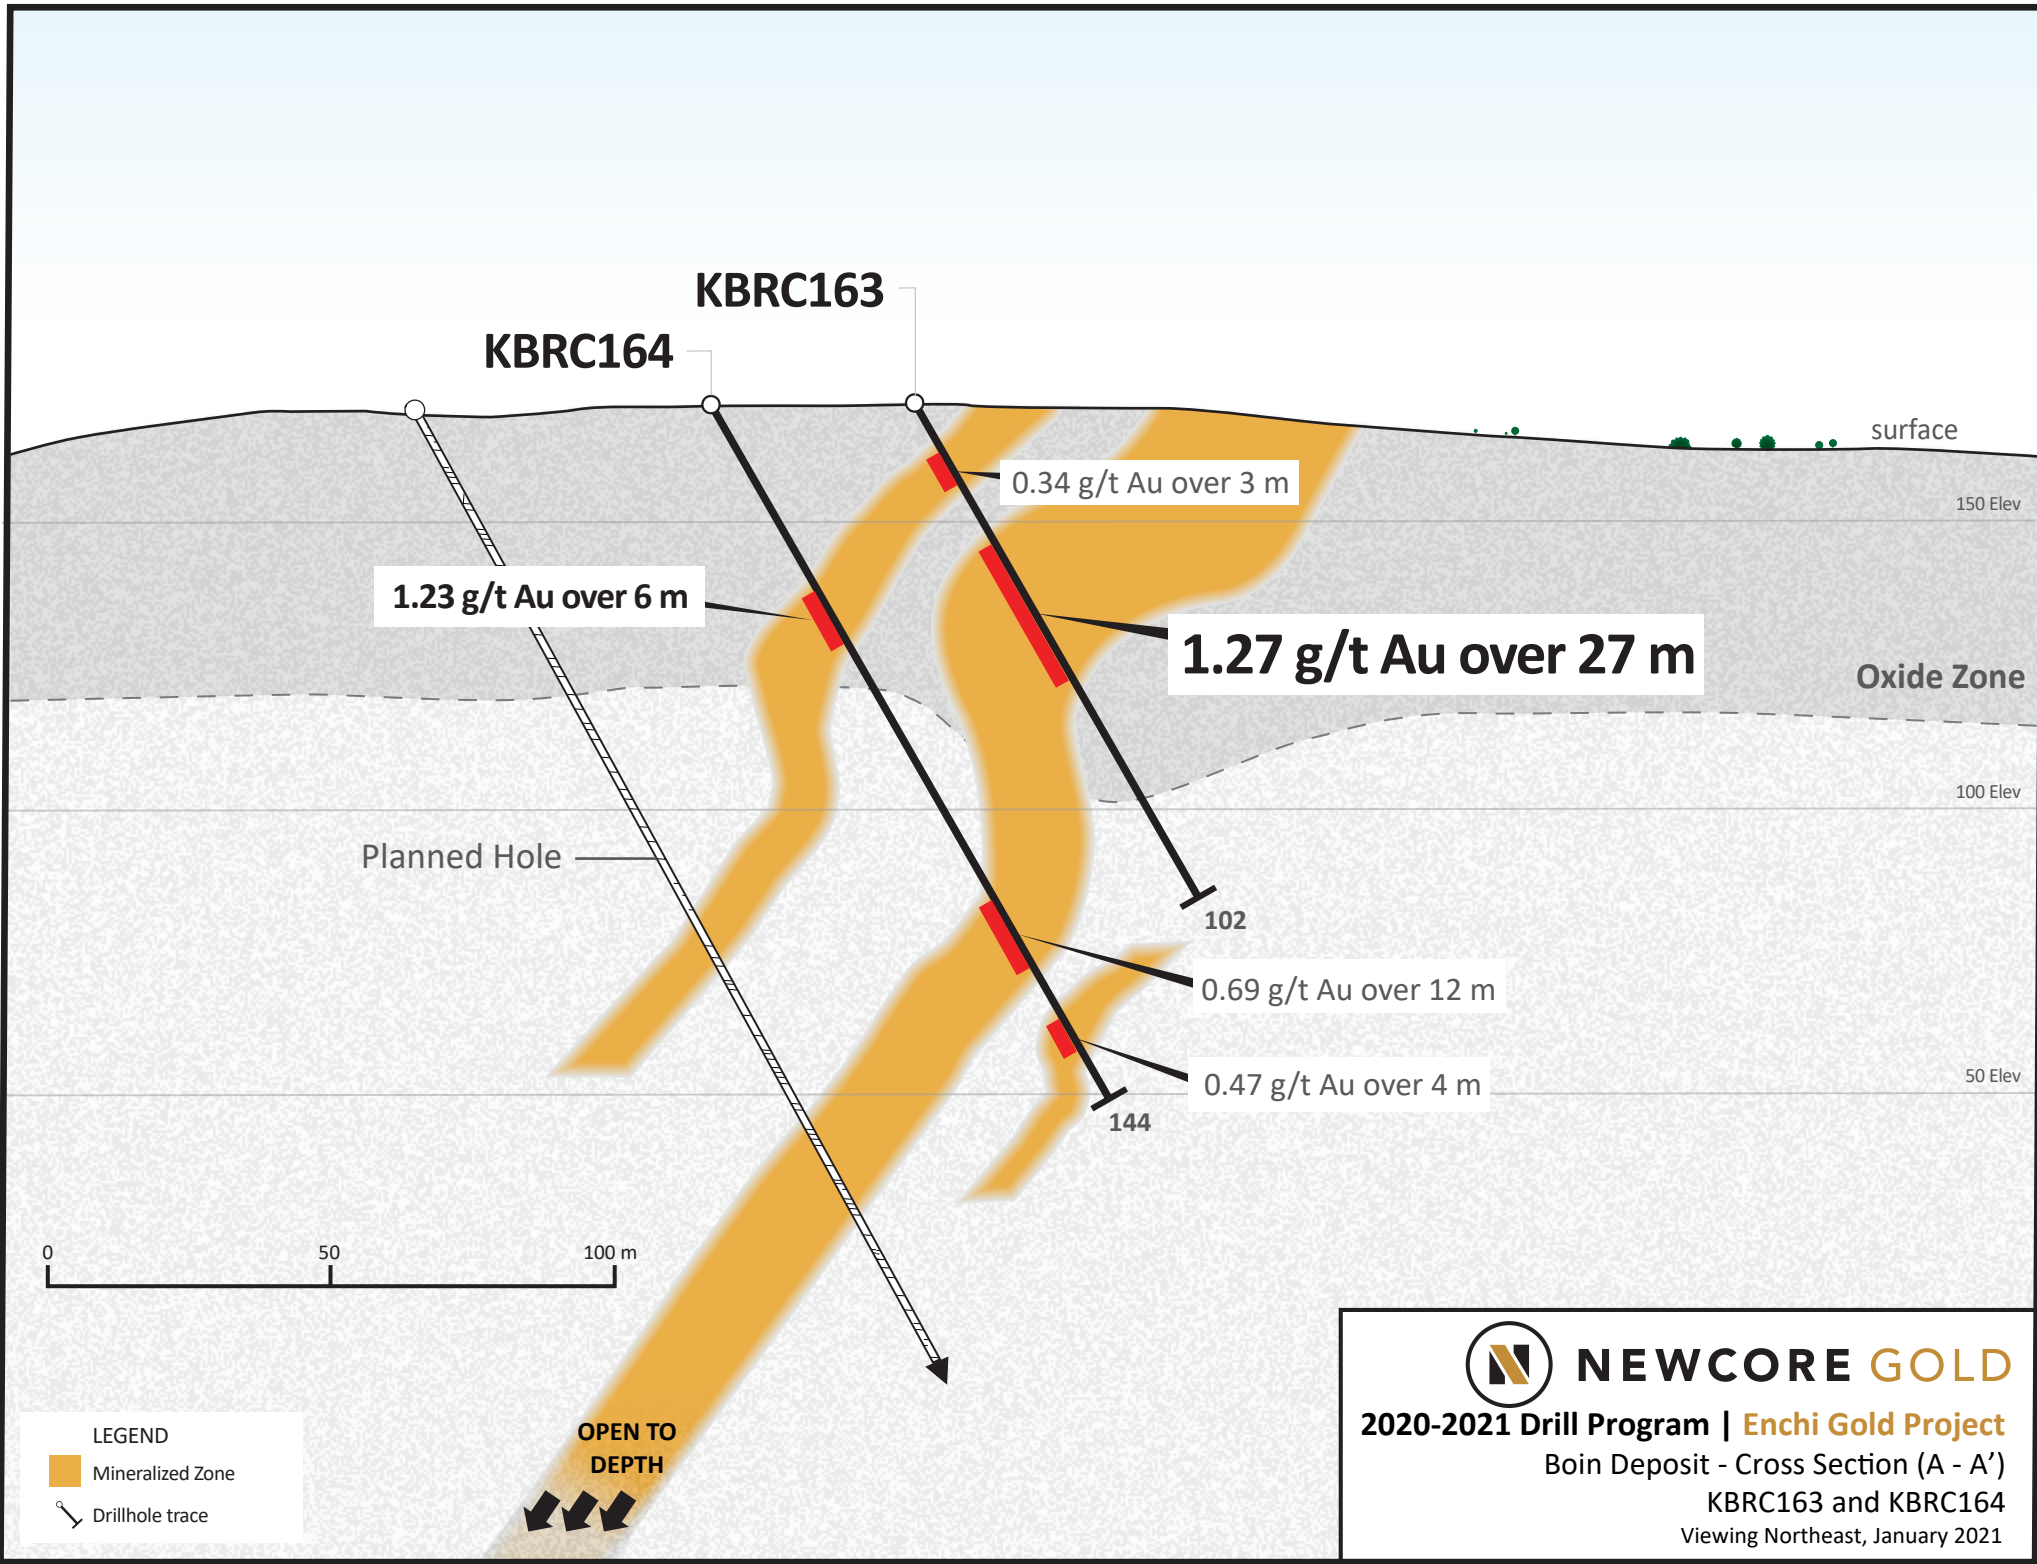 KBRC163
KBRC164
surface
0.34 g/t Au over 3 m
150 Elev
1.23 g/t Au over 6 m
1.27 g/t Au over 27 m
Oxide Zone
100 Elev
Planned Hole
102
0.69 g/t Au over 12 m
50 Elev
0.47 g/t Au over 4 m
144
0 50 100 m
OPEN TO
DEPTH
LEGEND
Mineralized Zone
Drillhole trace
N NEWCORE GOLD
2020-2021 Drill Program | Enchi Gold Project
Boin Deposit - Cross Section (A - A’)
KBRC163 and KBRC164
Viewing Northeast, January 2021